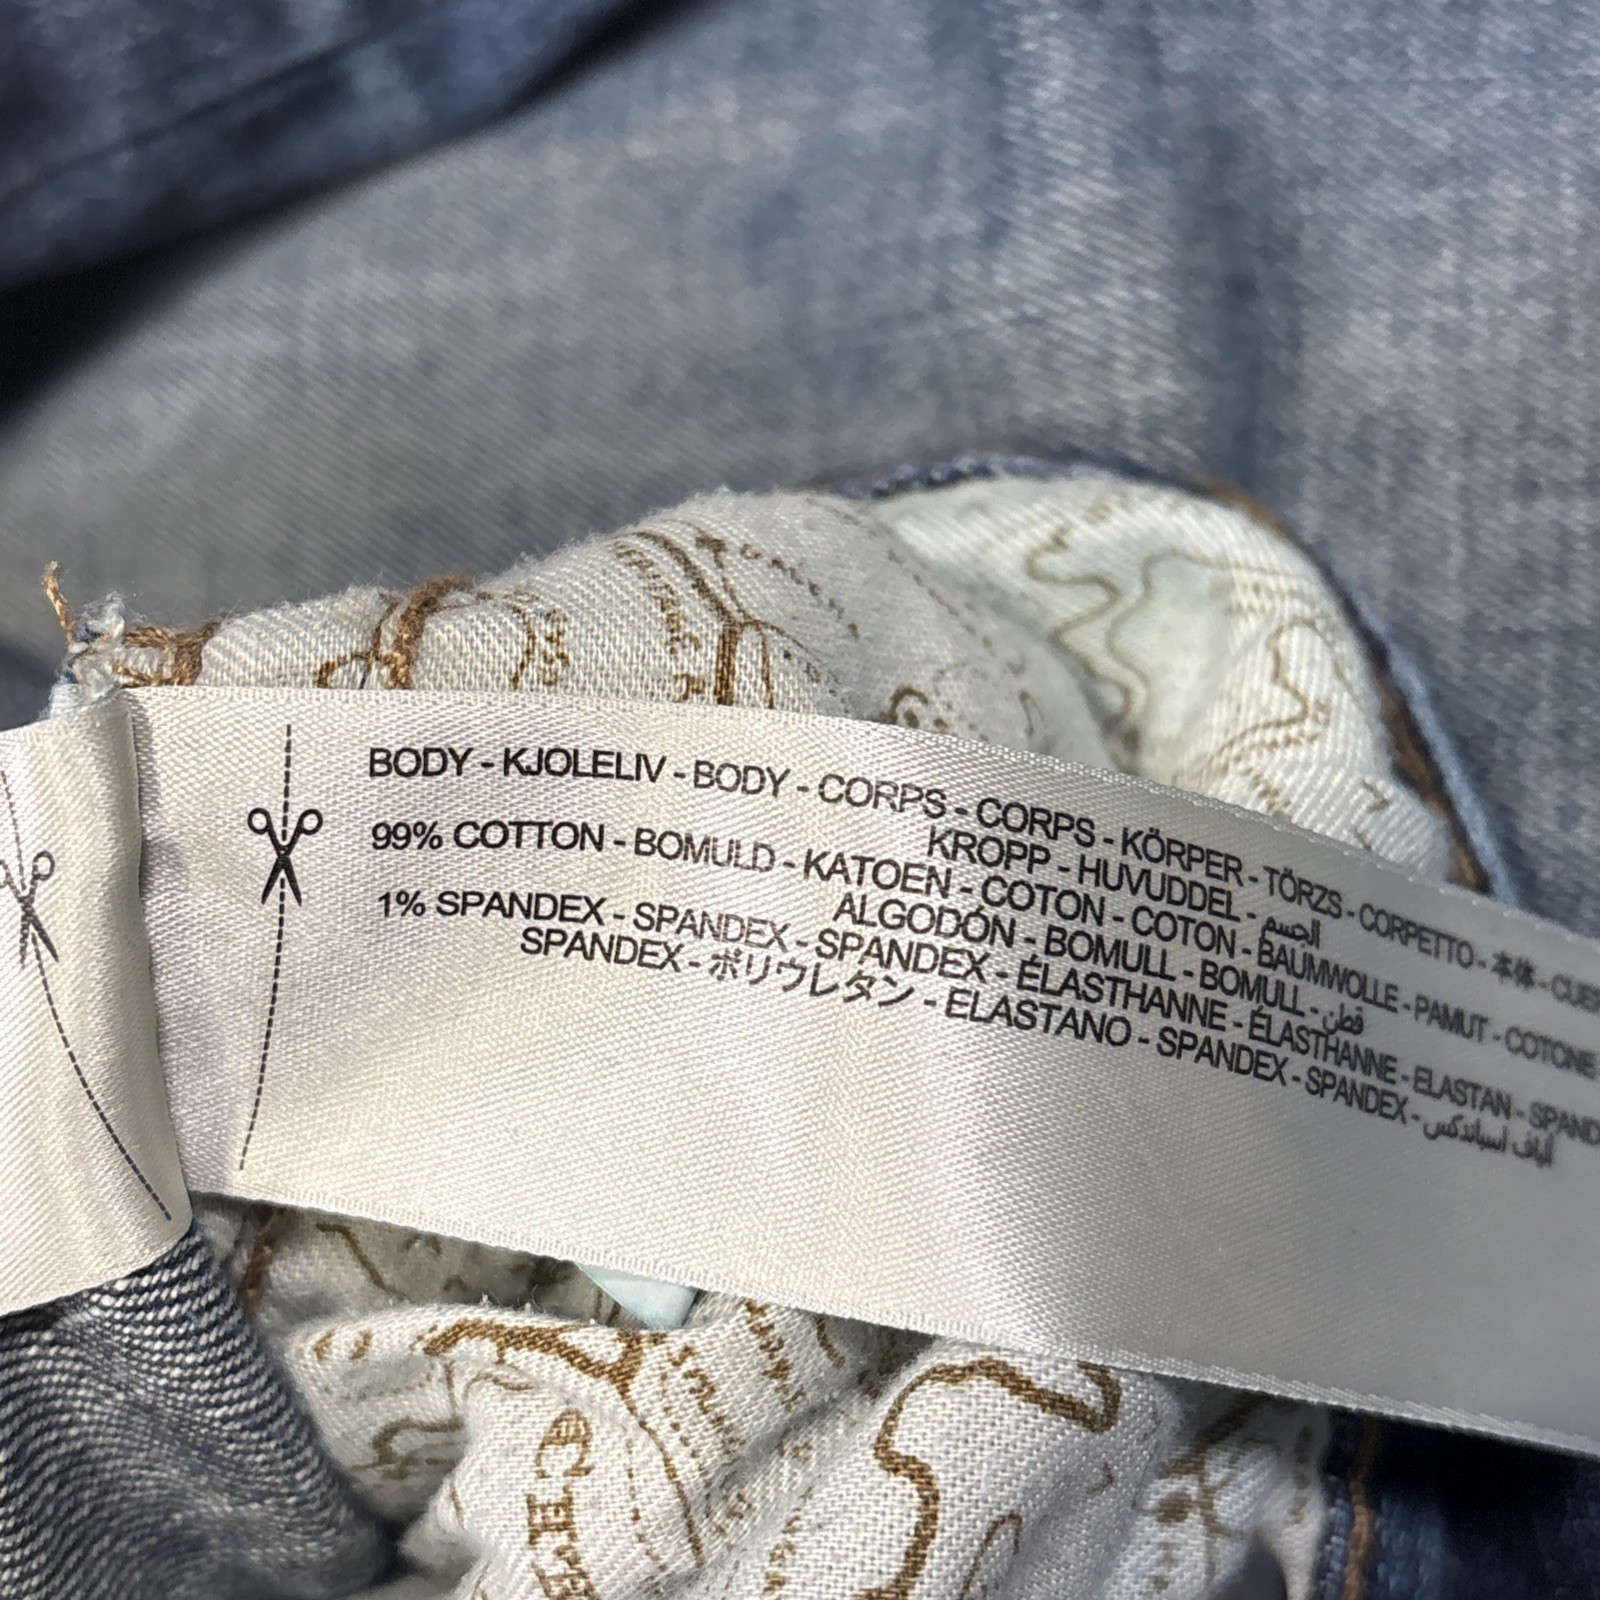 BODY - KJOLELIV - BODY - CORPS - CORPS - KÖRPER - TÖRZS - CORPETTO - 本体 -
KROPP - HUVUDDEL - الجسم
99% COTTON - BOMULD - KATOEN - COTON - COTON - BAUMWOLLE - PAMUT - COTONE
ALGODÓN - BOMULL - BOMULL - قطن
1% SPANDEX - SPANDEX - SPANDEX - ÉLASTHANNE - ÉLASTHANNE - ELASTAN -
SPANDEX - ポリウレタン - ELASTANO - SPANDEX - SPANDEX - ألياف اسباندكس